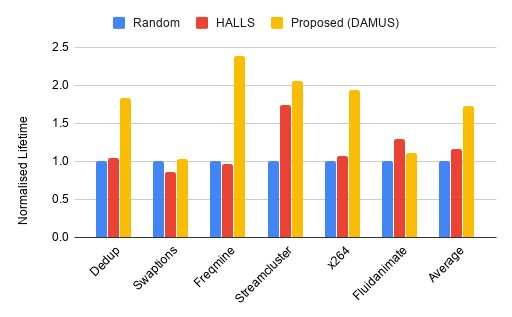 Random HALLS Proposed (DAMUS)
Normalised Lifetime
2.5
2.0
1.5
1.0
0.5
0.0
Dedup
Swaptions
Freqmine
Streamcluster
x264
Fluidanimate
Average